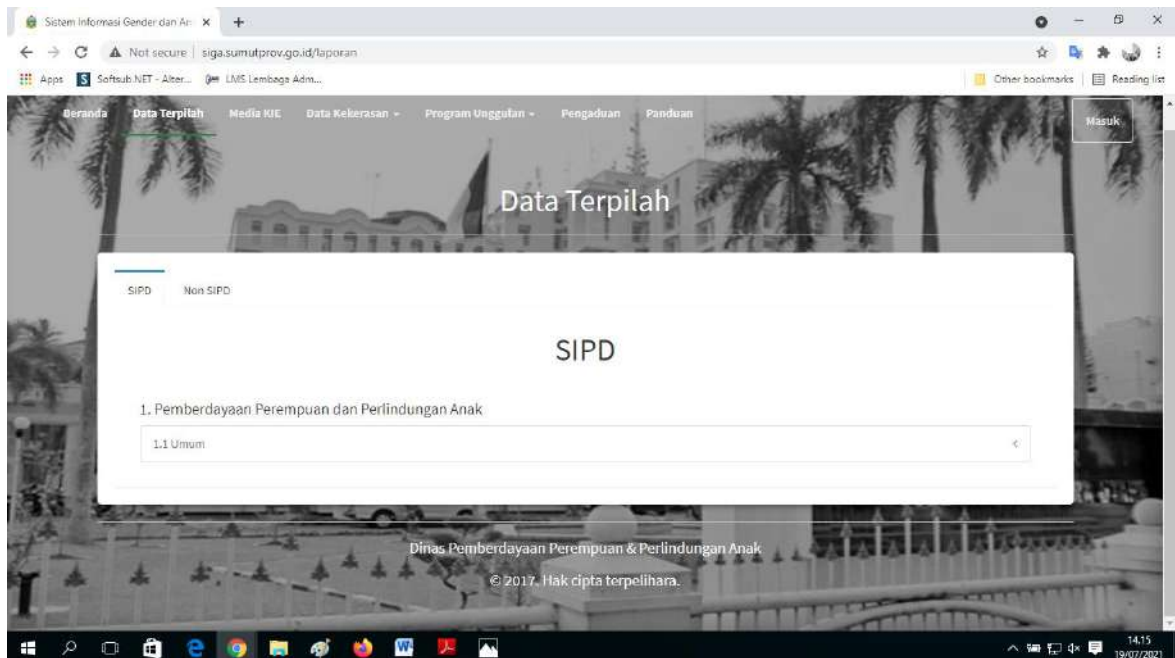 Sistem Informasi Gender dan An
Not secure | siga.sumutprov.go.id/laporan
Apps Softsub.NET - Alter... LMS Lembaga Adm... Other bookmarks Reading list
Beranda Data Terpilah Media KIE Data Kekerasan Program Unggulan Pengaduan Panduan Masuk
Data Terpilah
SIPD Non SIPD
SIPD
1. Pemberdayaan Perempuan dan Perlindungan Anak
1.1 Umum
Dinas Pemberdayaan Perempuan & Perlindungan Anak
© 2017. Hak cipta terpelihara.
14.15
19/07/2021